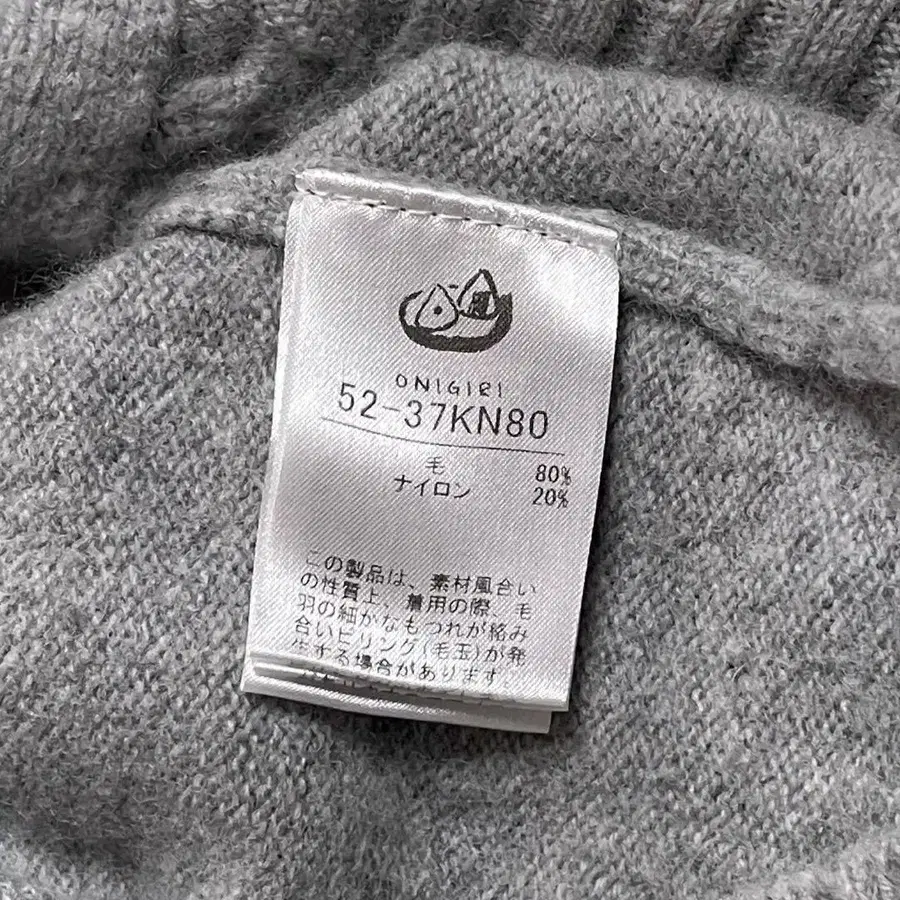 ONIGIRI
52-37KN80
毛 80%
ナイロン 20%
この製品は、素材風合い
の性質上、着用の際、毛
羽の細かなもつれが絡み
合いピリング(毛玉)が発
生する場合があります。